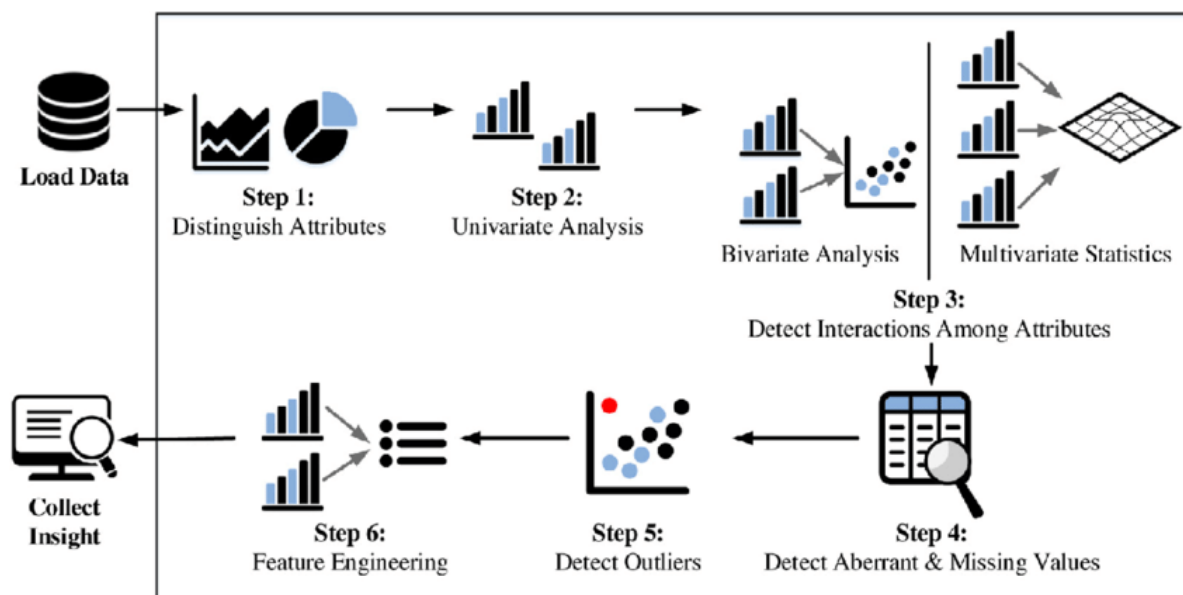 Load Data
Step 1:
Distinguish Attributes
Step 2:
Univariate Analysis
Bivariate Analysis
Multivariate Statistics
Step 3:
Detect Interactions Among Attributes
Step 4:
Detect Aberrant & Missing Values
Step 5:
Detect Outliers
Step 6:
Feature Engineering
Collect
Insight